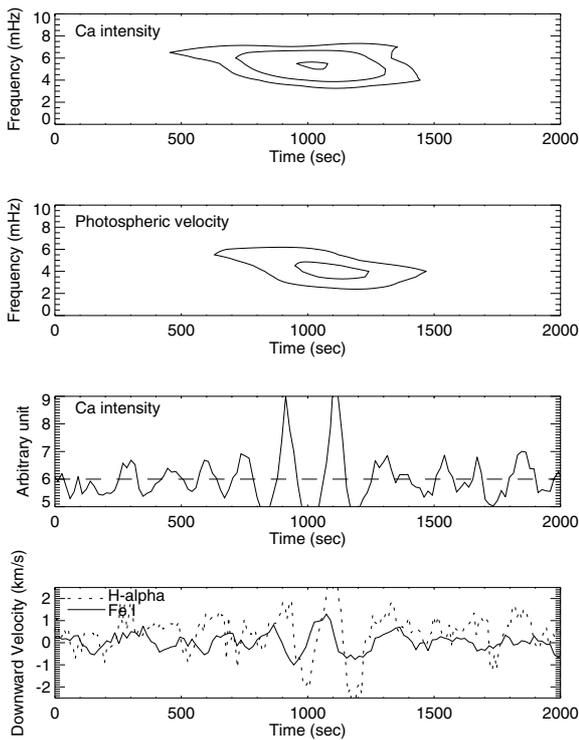 Ca intensity
Frequency (mHz)
10
8
6
4
2
0
0 500 1000 1500 2000
Time (sec)
Photospheric velocity
Frequency (mHz)
10
8
6
4
2
0
0 500 1000 1500 2000
Time (sec)
Ca intensity
Arbitrary unit
9
8
7
6
5
0 500 1000 1500 2000
Time (sec)
H-alpha
Fe I
Downward Velocity (km/s)
2
1
0
-1
-2
0 500 1000 1500 2000
Time (sec)